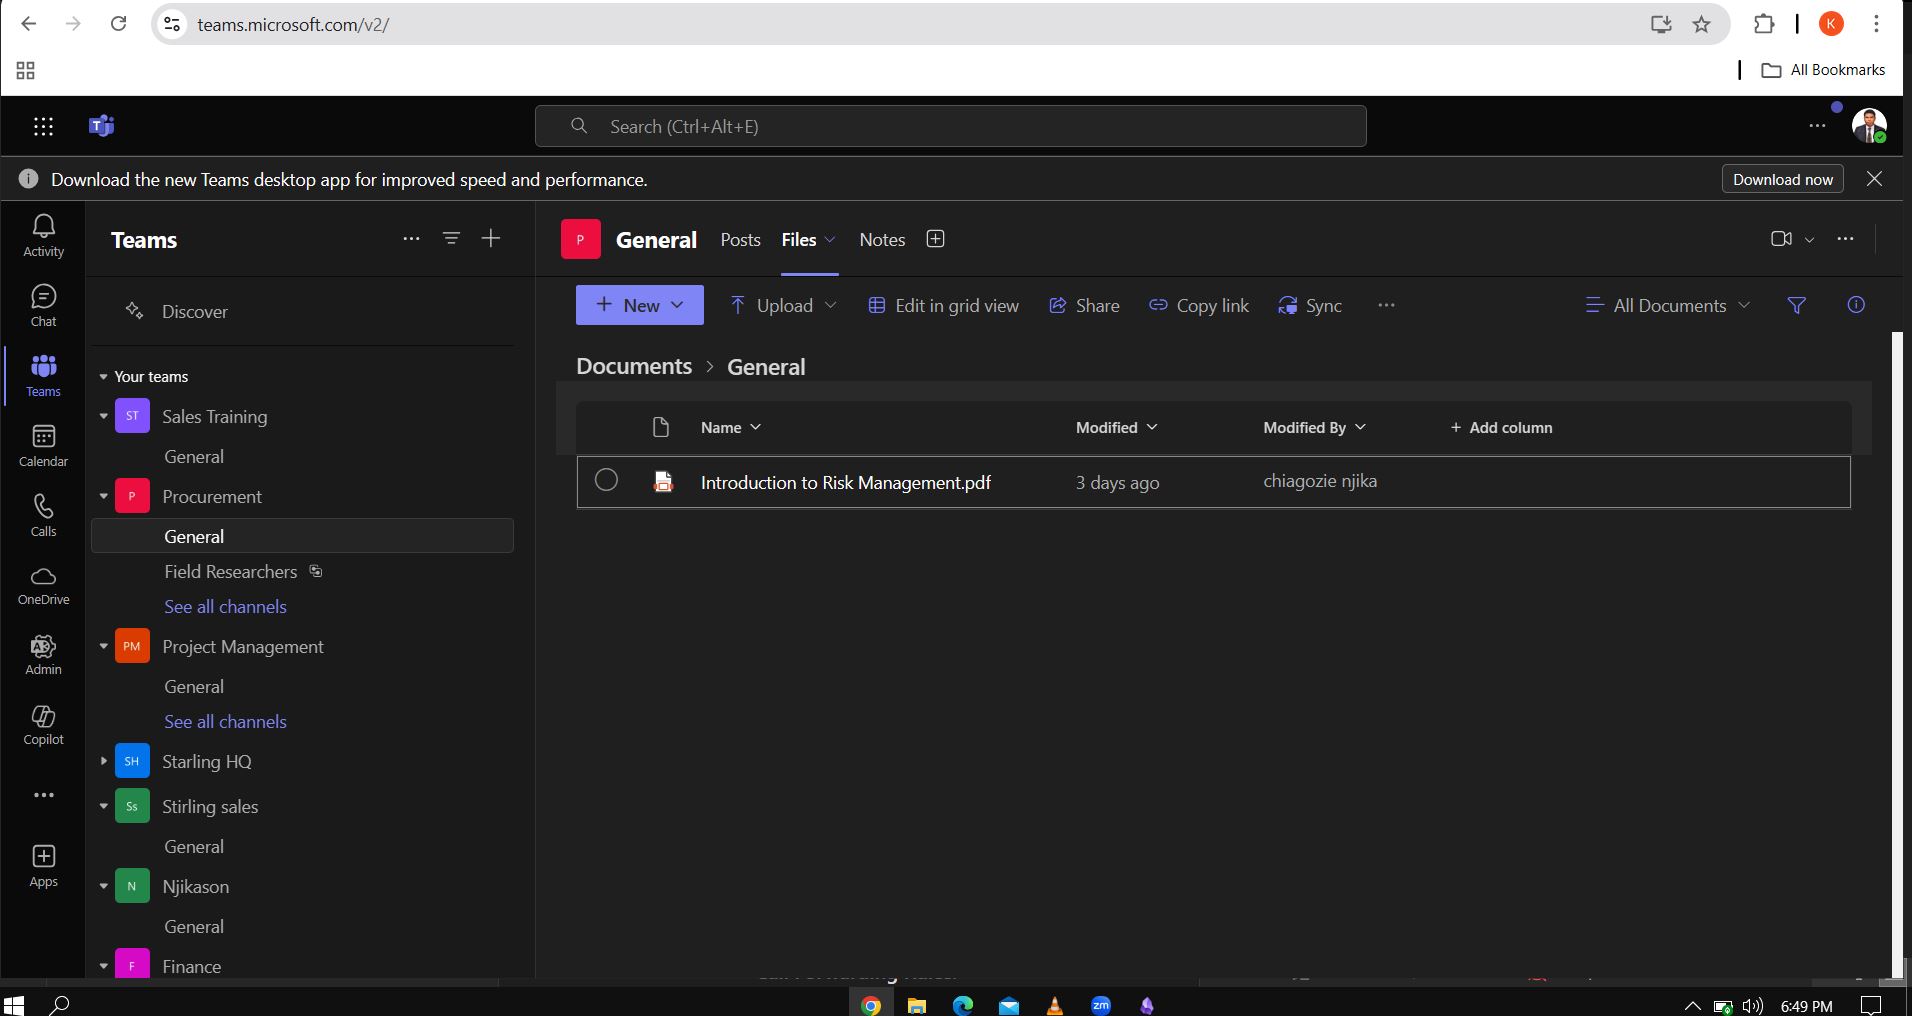 teams.microsoft.com/v2/
K
All Bookmarks
T
Search (Ctrl+Alt+E)
Download the new Teams desktop app for improved speed and performance.
Download now
Activity
Chat
Teams
Calendar
Calls
OneDrive
Admin
Copilot
Apps
Teams
Discover
Your teams
ST Sales Training
General
P Procurement
General
Field Researchers
See all channels
PM Project Management
General
See all channels
SH Starling HQ
Ss Stirling sales
General
N Njikason
General
F Finance
P General Posts Files Notes
New Upload Edit in grid view Share Copy link Sync All Documents
Documents > General
Name Modified Modified By + Add column
Introduction to Risk Management.pdf 3 days ago chiagozie njika
zm
6:49 PM